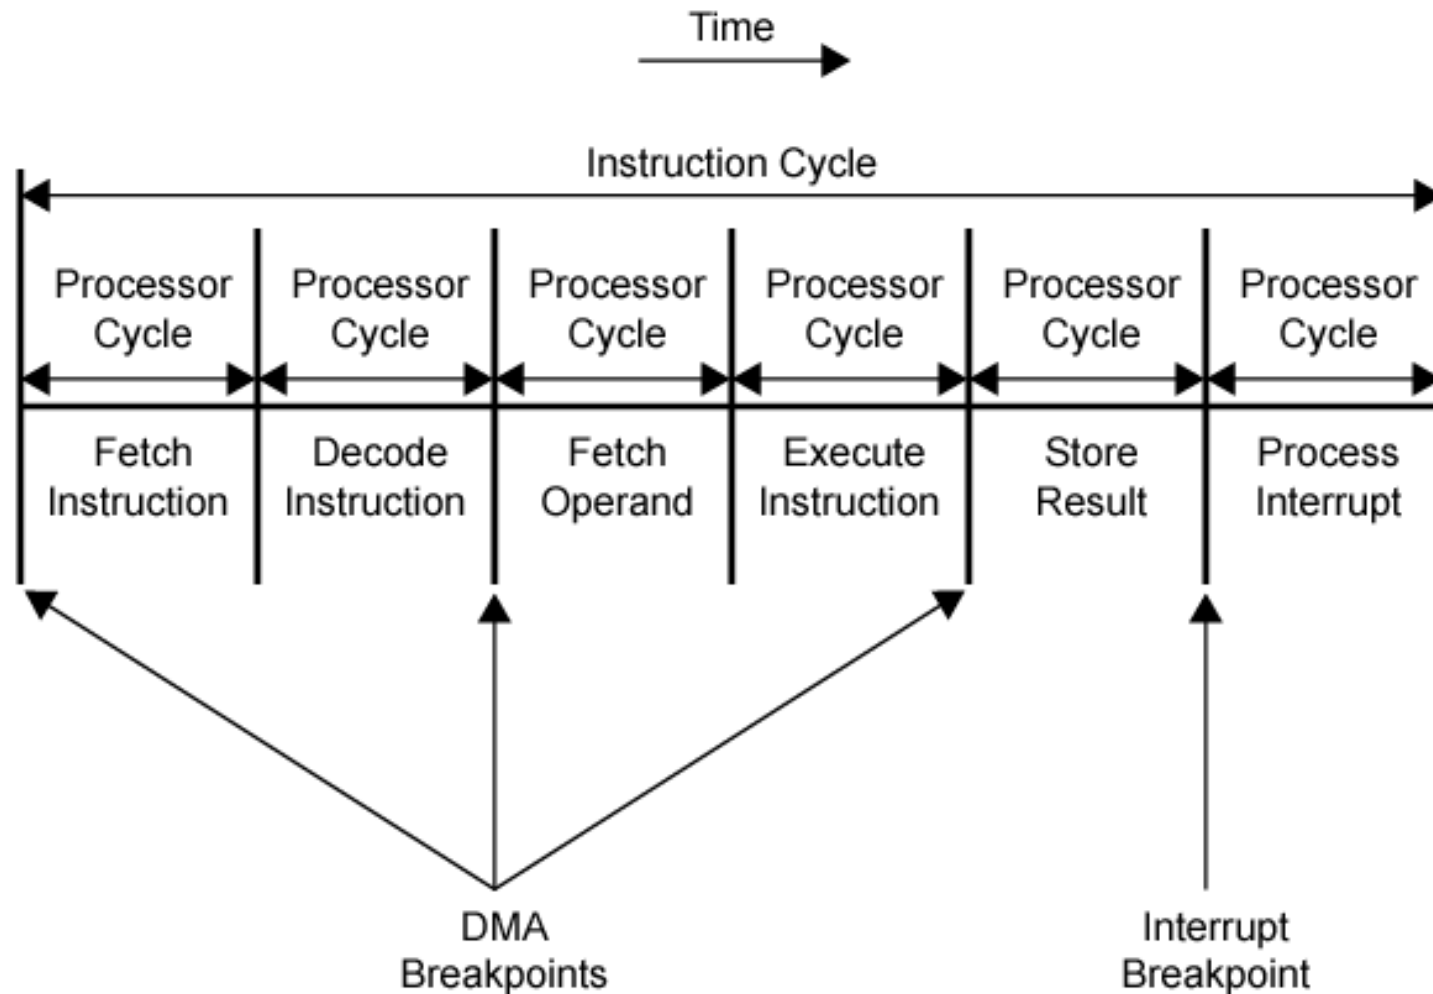 Time
Instruction Cycle
Processor Processor Processor Processor Processor Processor
Cycle Cycle Cycle Cycle Cycle Cycle
Fetch Decode Fetch Execute Store Process
Instruction Instruction Operand Instruction Result Interrupt
DMA Interrupt
Breakpoints Breakpoint